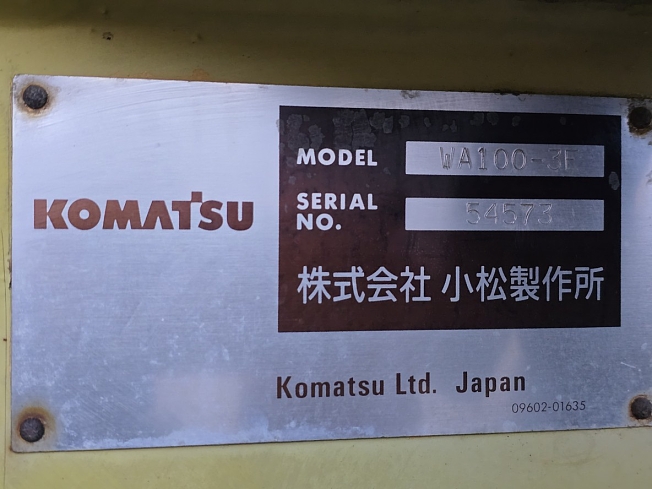 KOMATSU
MODEL WA100-3E
SERIAL NO. 54573
株式会社 小松製作所
Komatsu Ltd. Japan
09602-01635